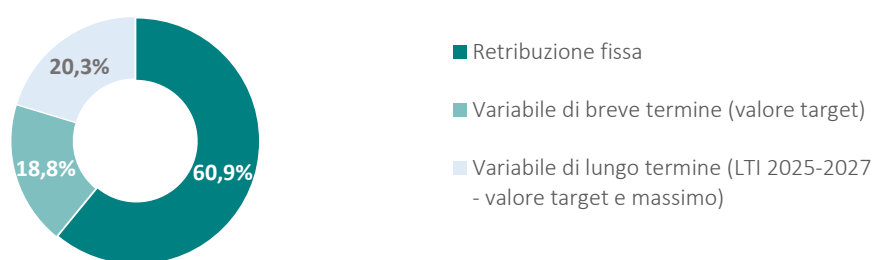 20,3%
18,8%
60,9%
Retribuzione fissa
Variabile di breve termine (valore target)
Variabile di lungo termine (LTI 2025-2027
- valore target e massimo)